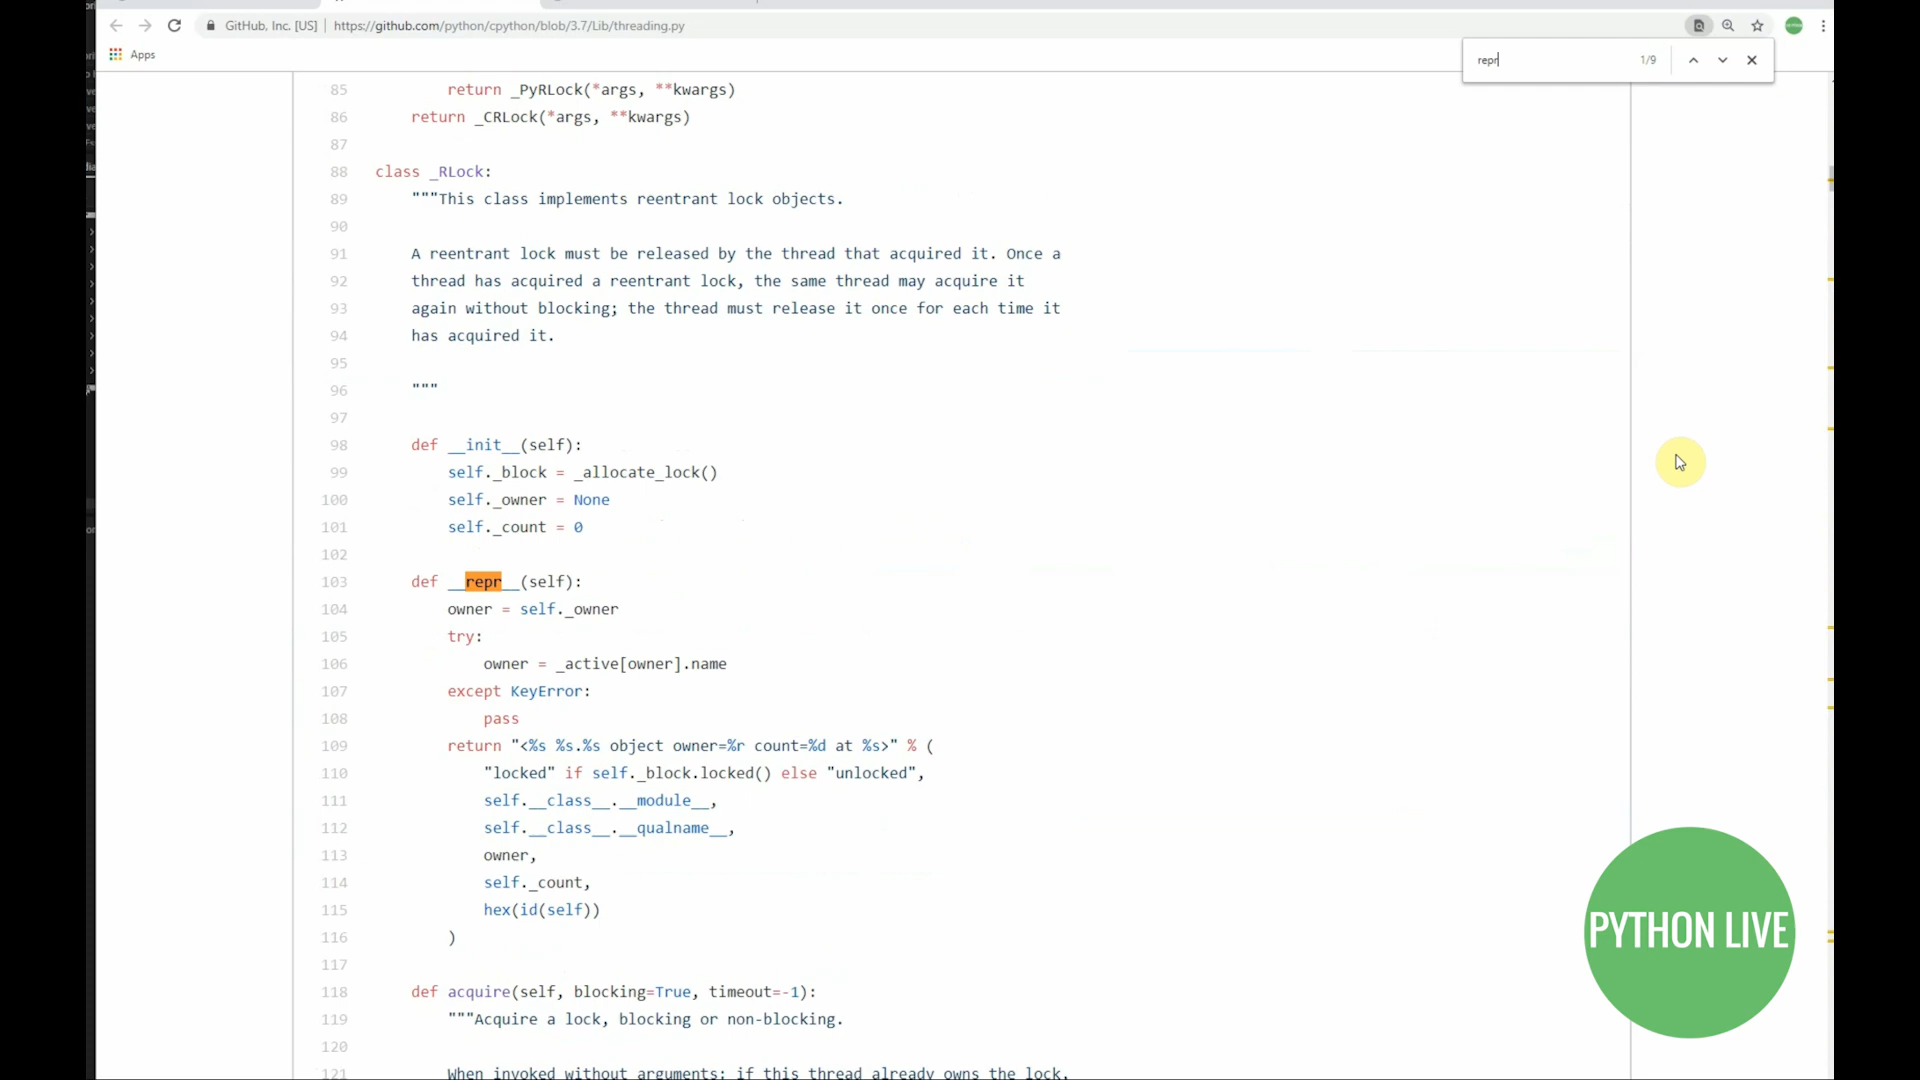 GitHub, Inc. [US] | https://github.com/python/cpython/blob/3.7/Lib/threading.py
Apps
repr 1/9
85 return _PyRLock(*args, **kwargs)
86 return _CRLock(*args, **kwargs)
87
88 class _RLock:
89 """This class implements reentrant lock objects.
90
91 A reentrant lock must be released by the thread that acquired it. Once a
92 thread has acquired a reentrant lock, the same thread may acquire it
93 again without blocking; the thread must release it once for each time it
94 has acquired it.
95
96 """
97
98 def __init__(self):
99 self._block = _allocate_lock()
100 self._owner = None
101 self._count = 0
102
103 def __repr__(self):
104 owner = self._owner
105 try:
106 owner = _active[owner].name
107 except KeyError:
108 pass
109 return "<%s %s.%s object owner=%r count=%d at %s>" % (
110 "locked" if self._block.locked() else "unlocked",
111 self.__class__.__module__,
112 self.__class__.__qualname__,
113 owner,
114 self._count,
115 hex(id(self))
116 )
117
118 def acquire(self, blocking=True, timeout=-1):
119 """Acquire a lock, blocking or non-blocking.
120
121 When invoked without arguments: if this thread already owns the lock,
PYTHON LIVE